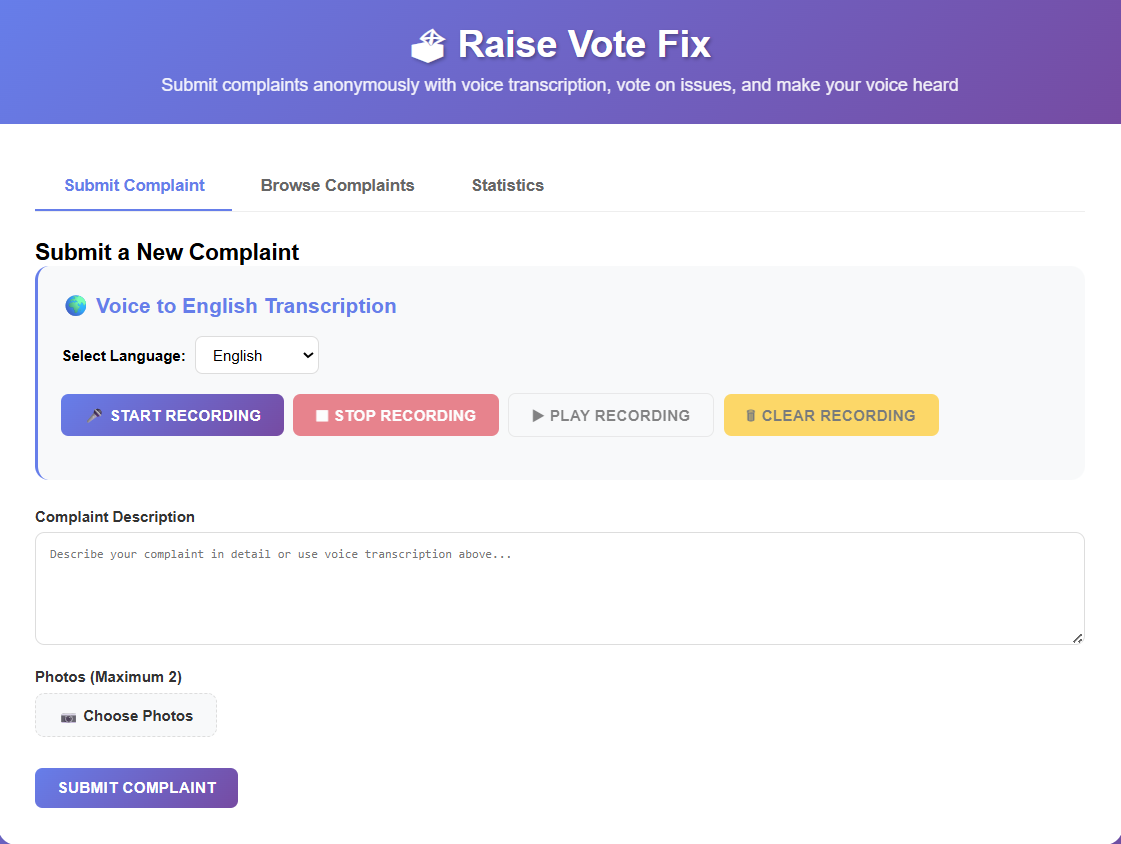 Raise Vote Fix
Submit complaints anonymously with voice transcription, vote on issues, and make your voice heard
Submit Complaint
Browse Complaints
Statistics
Submit a New Complaint
Voice to English Transcription
Select Language: English
START RECORDING
STOP RECORDING
PLAY RECORDING
CLEAR RECORDING
Complaint Description
Describe your complaint in detail or use voice transcription above...
Photos (Maximum 2)
Choose Photos
SUBMIT COMPLAINT